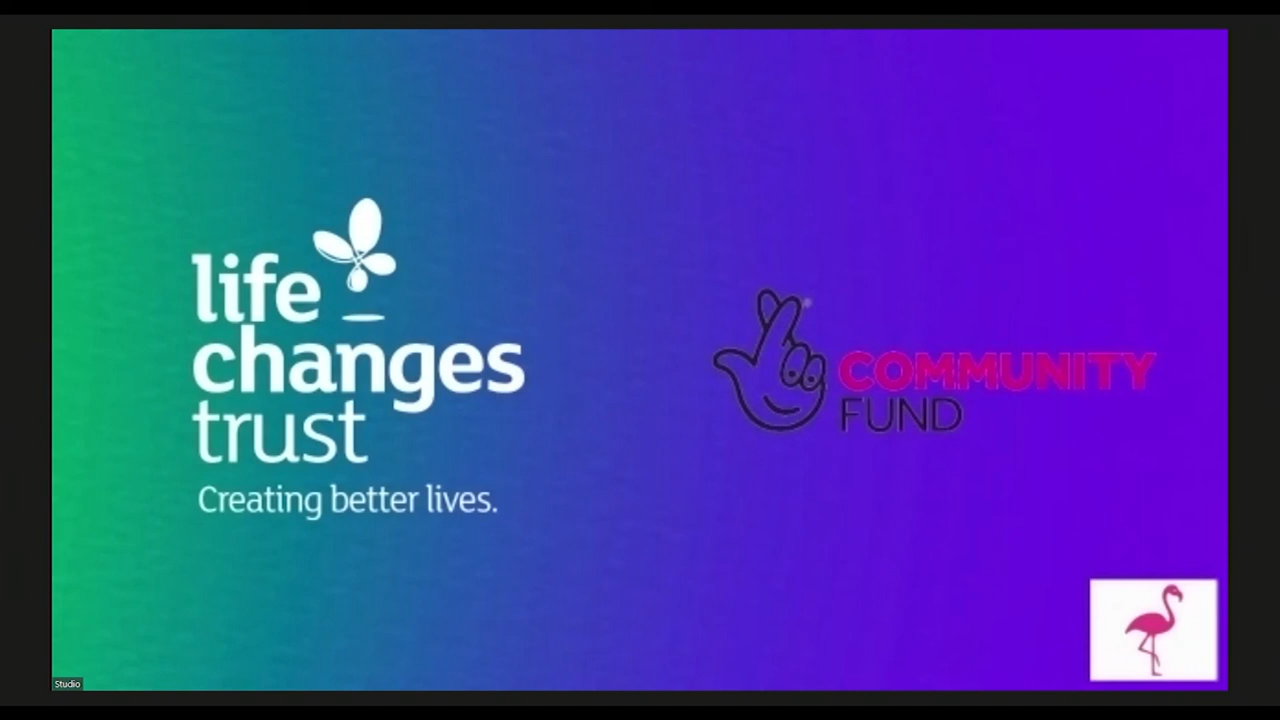 life
changes
trust
Creating better lives.
COMMUNITY
FUND
Studio